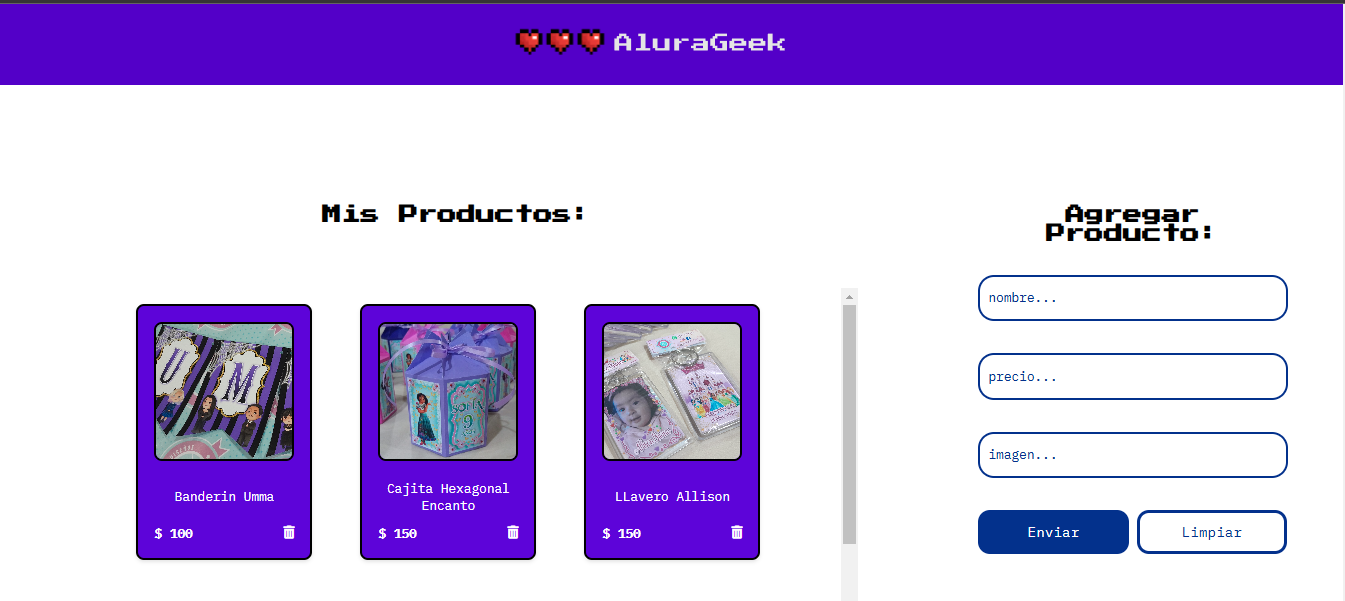 AluraGeek
Mis Productos:
U M
Banderin Umma
$ 100
SOFIA
9
Cajita Hexagonal
Encanto
$ 150
LLavero Allison
$ 150
Agregar
Producto:
nombre...
precio...
imagen...
Enviar
Limpiar